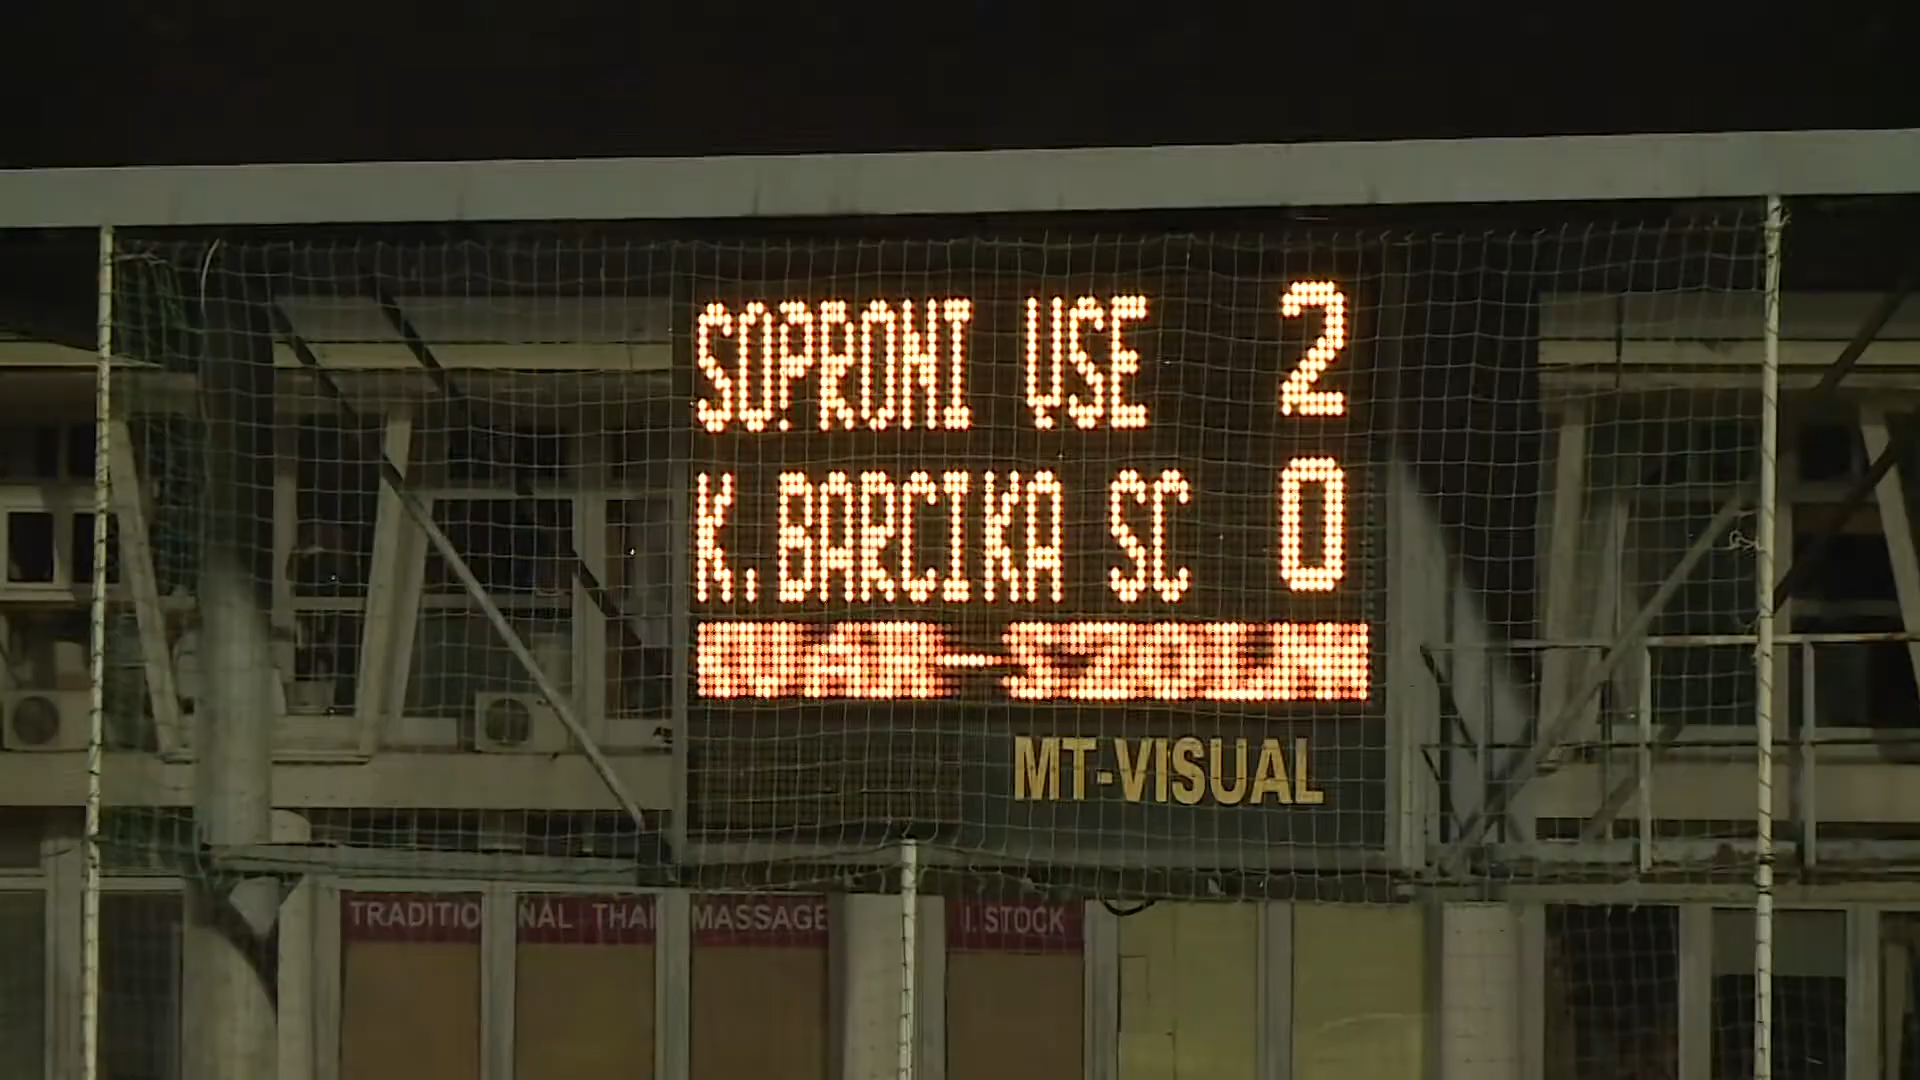 SOPRONI VSE 2
K.BARCIKA SC 0
MT-VISUAL
TRADITIONAL THAI MASSAGE I. STOCK